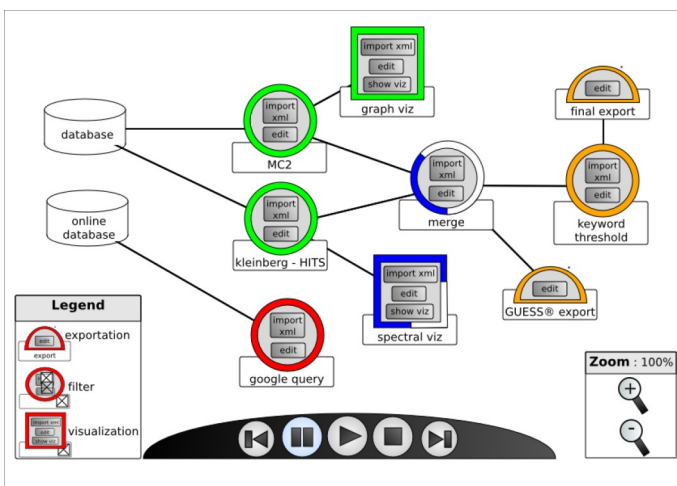 import xml
edit
show viz
graph viz
edit
final export
database
import
xml
edit
MC2
import
xml
edit
merge
import
xml
edit
keyword
threshold
online
database
import
xml
edit
kleinberg - HITS
import xml
edit
show viz
spectral viz
edit
GUESS® export
import
xml
edit
google query
Legend
edit
export
exportation
filter
import xml
edit
show viz
visualization
Zoom : 100%
+
-